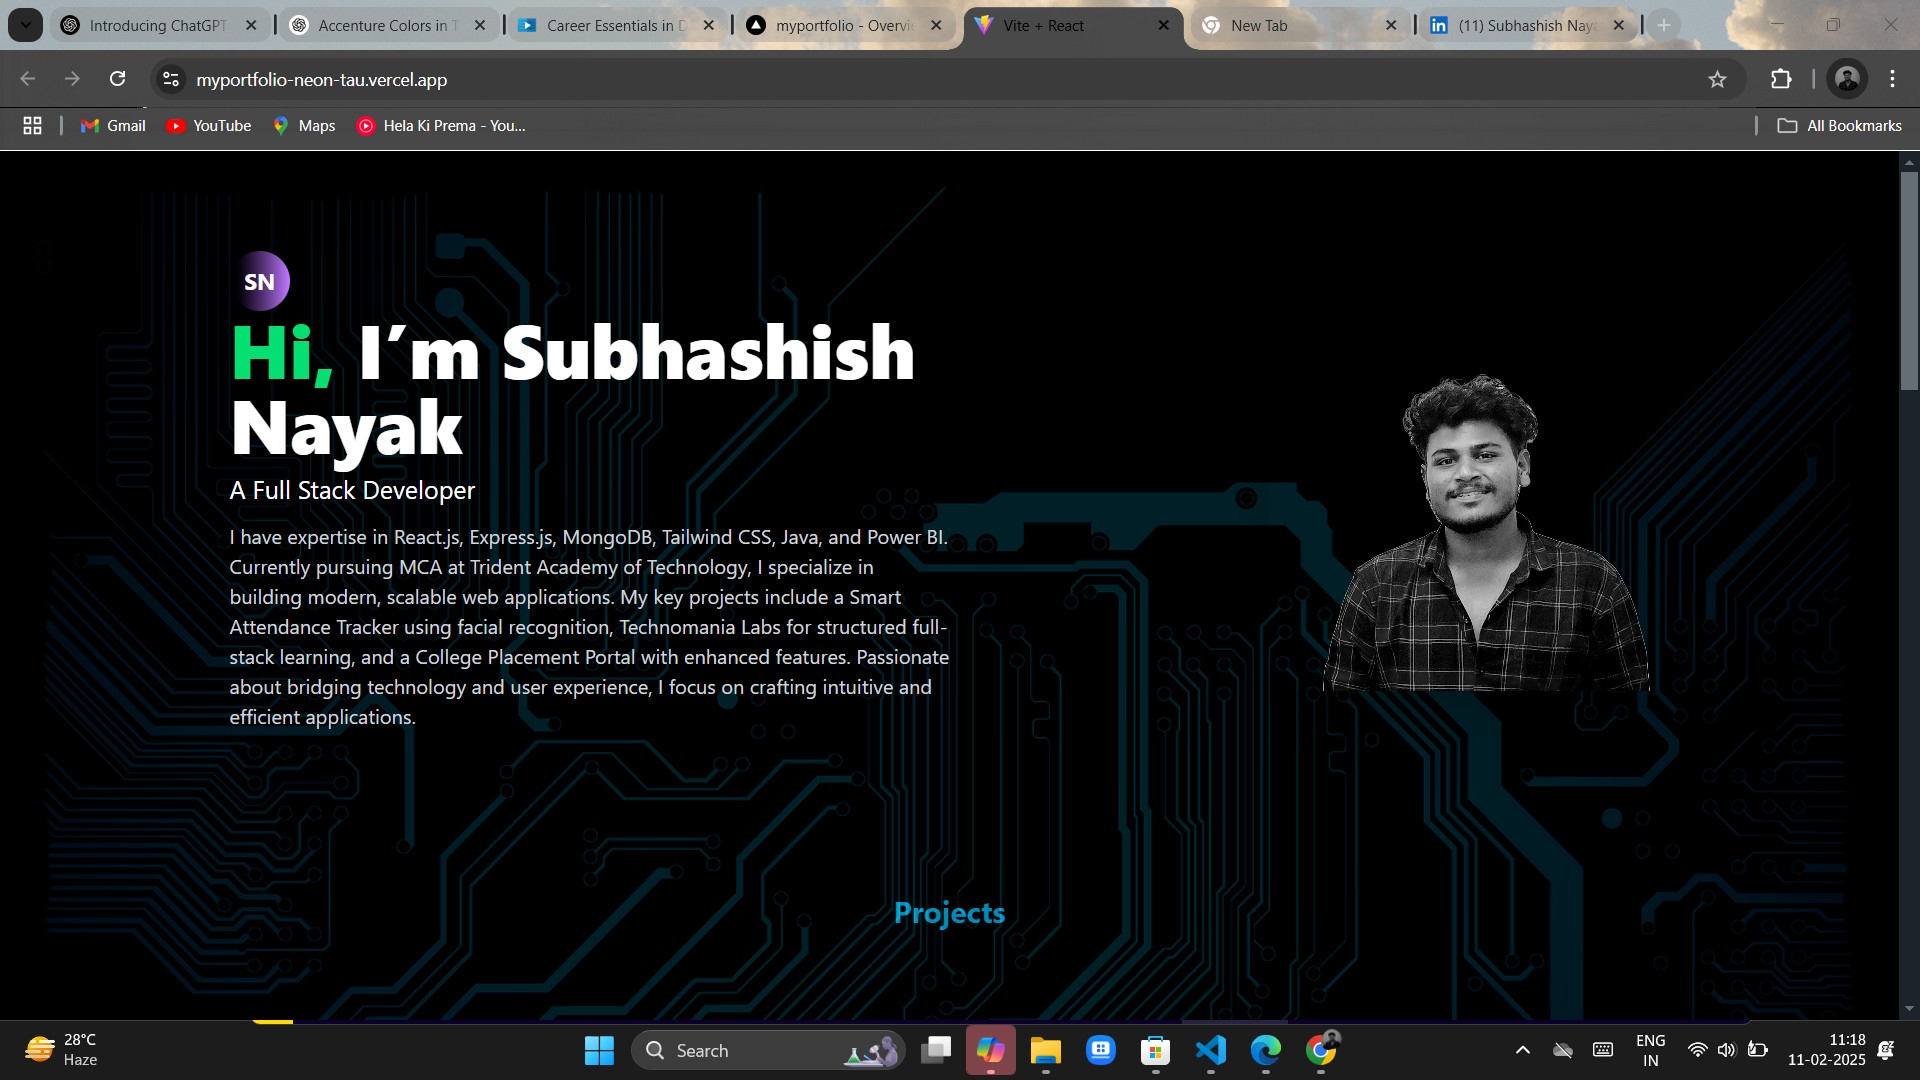 Introducing ChatGPT
Accenture Colors in
Career Essentials in D
myportfolio - Overvi
Vite + React
New Tab
(11) Subhashish Nay
myportfolio-neon-tau.vercel.app
Gmail
YouTube
Maps
Hela Ki Prema - You...
All Bookmarks
SN
Hi, I´m Subhashish
Nayak
A Full Stack Developer
I have expertise in React.js, Express.js, MongoDB, Tailwind CSS, Java, and Power BI.
Currently pursuing MCA at Trident Academy of Technology, I specialize in
building modern, scalable web applications. My key projects include a Smart
Attendance Tracker using facial recognition, Technomania Labs for structured full-
stack learning, and a College Placement Portal with enhanced features. Passionate
about bridging technology and user experience, I focus on crafting intuitive and
efficient applications.
Projects
28°C
Haze
Search
ENG
IN
11:18
11-02-2025